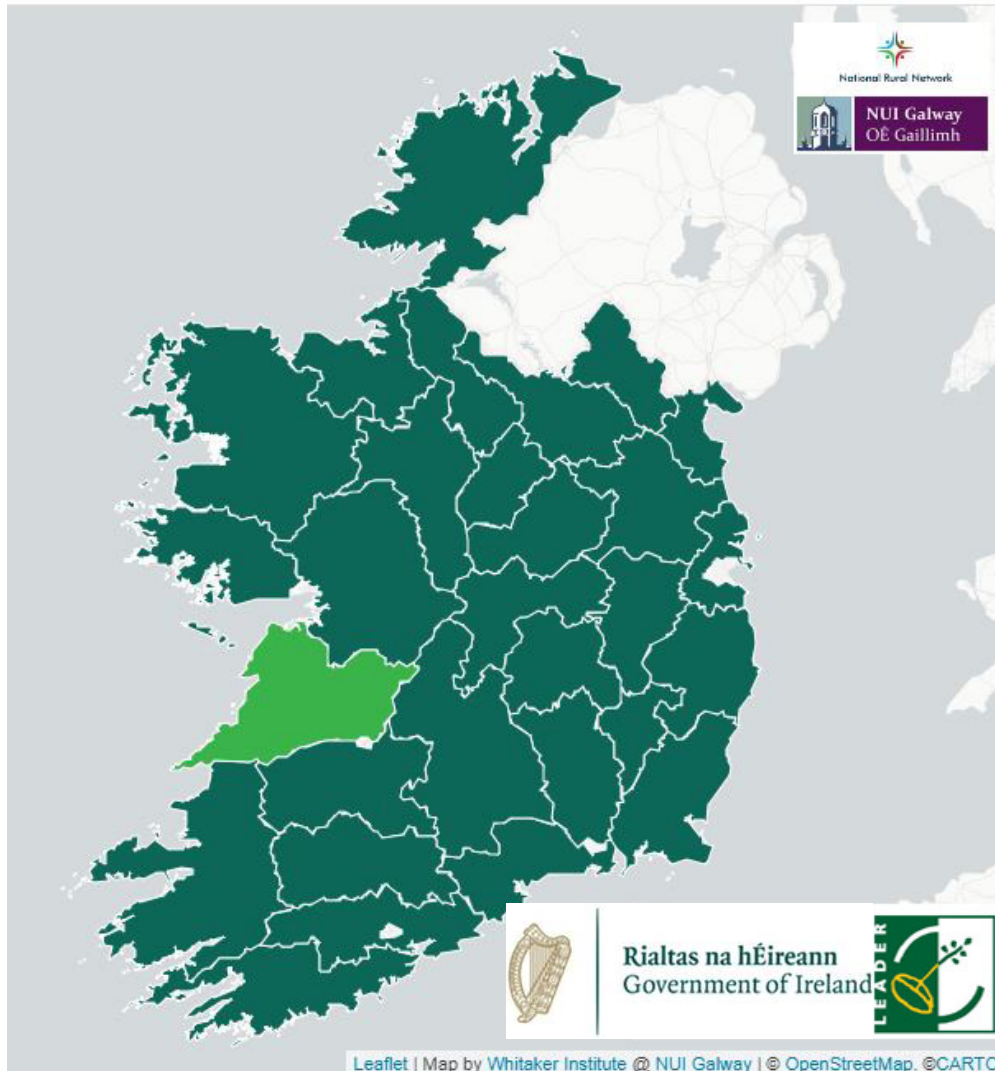 National Rural Network
NUI Galway
OÉ Gaillimh
Rialtas na hÉireann
Government of Ireland
LEADER
Leaflet | Map by Whitaker Institute @ NUI Galway | © OpenStreetMap, ©CARTO